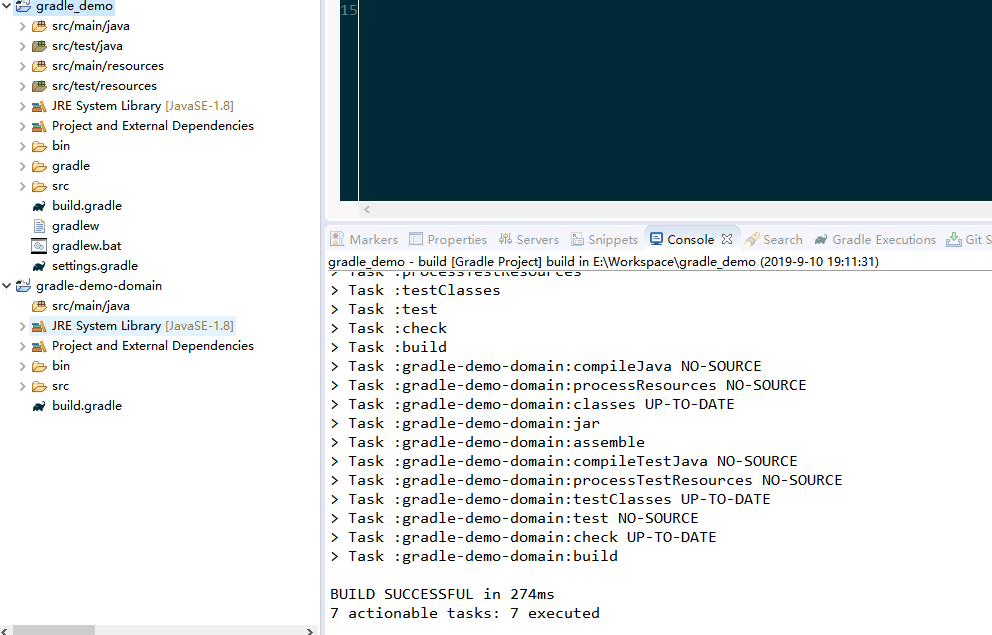 gradle_demo
src/main/java
src/test/java
src/main/resources
src/test/resources
JRE System Library [JavaSE-1.8]
Project and External Dependencies
bin
gradle
src
build.gradle
gradlew
gradlew.bat
settings.gradle
gradle-demo-domain
src/main/java
JRE System Library [JavaSE-1.8]
Project and External Dependencies
bin
src
build.gradle
15
Markers Properties Servers Snippets Console Search Gradle Executions Git S
gradle_demo - build [Gradle Project] build in E:\Workspace\gradle_demo (2019-9-10 19:11:31)
> Task :processTestResources
> Task :testClasses
> Task :test
> Task :check
> Task :build
> Task :gradle-demo-domain:compileJava NO-SOURCE
> Task :gradle-demo-domain:processResources NO-SOURCE
> Task :gradle-demo-domain:classes UP-TO-DATE
> Task :gradle-demo-domain:jar
> Task :gradle-demo-domain:assemble
> Task :gradle-demo-domain:compileTestJava NO-SOURCE
> Task :gradle-demo-domain:processTestResources NO-SOURCE
> Task :gradle-demo-domain:testClasses UP-TO-DATE
> Task :gradle-demo-domain:test NO-SOURCE
> Task :gradle-demo-domain:check UP-TO-DATE
> Task :gradle-demo-domain:build
BUILD SUCCESSFUL in 274ms
7 actionable tasks: 7 executed